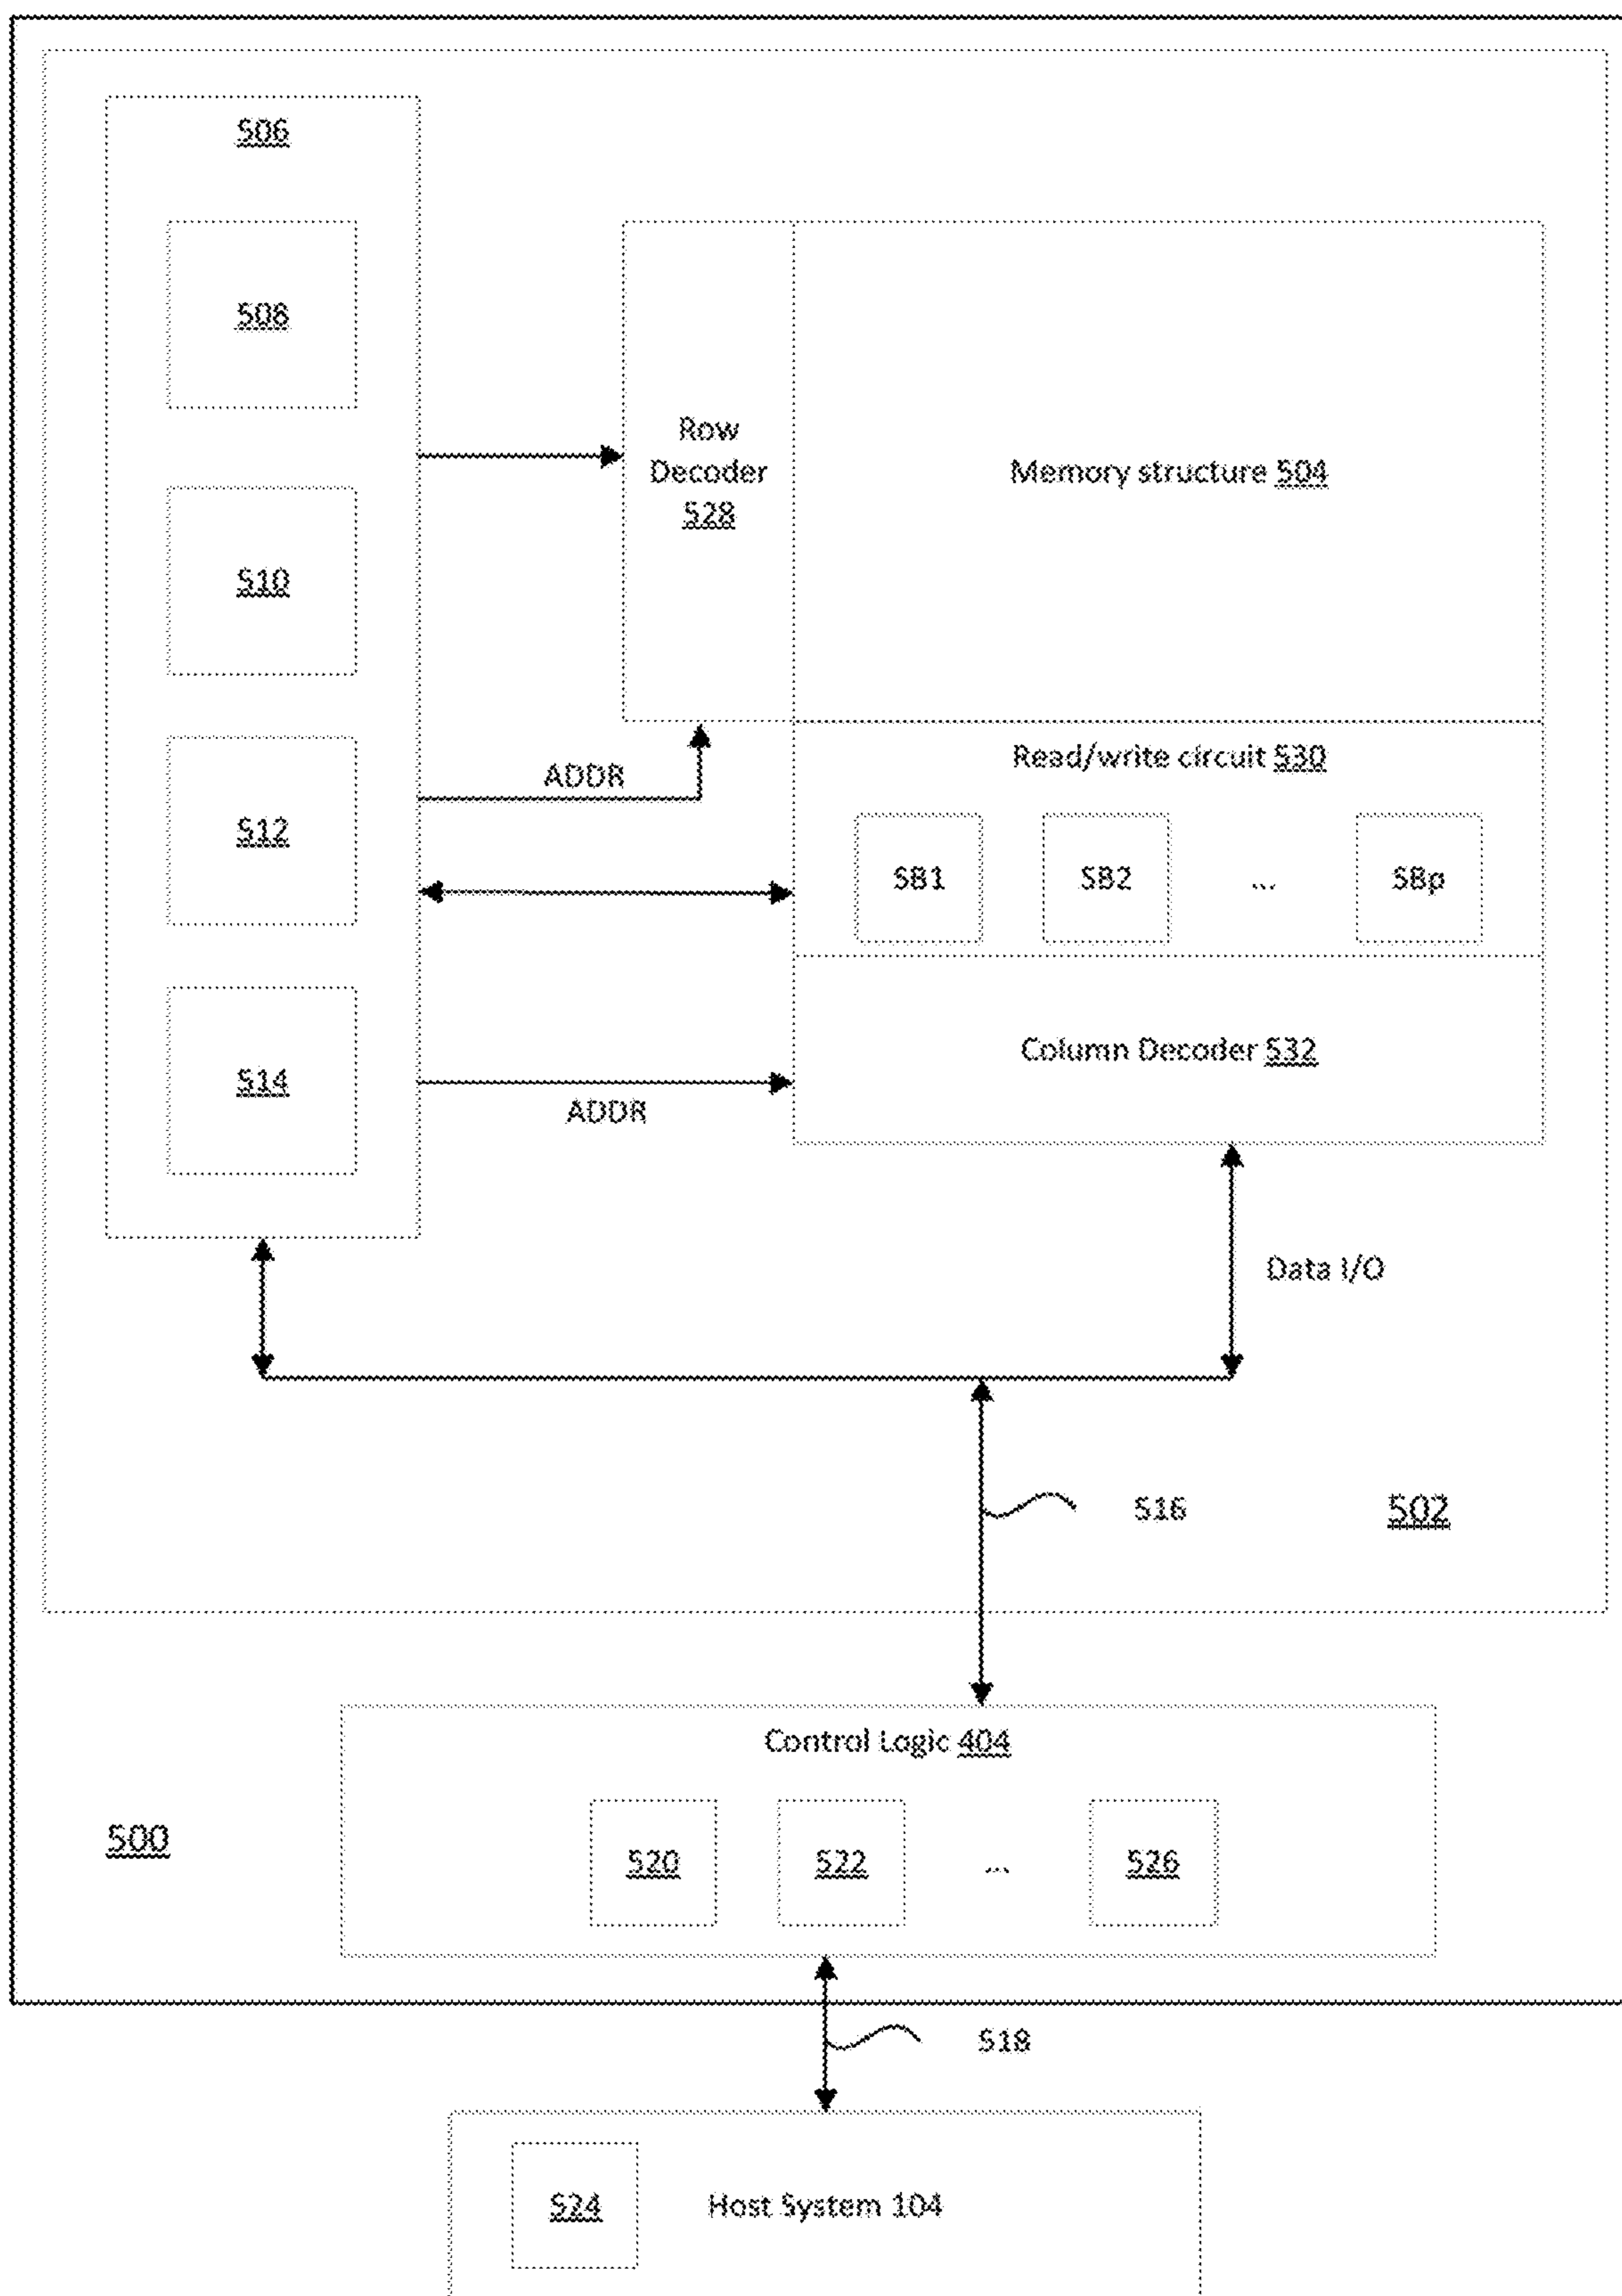 506
508
510
512
514
Row
Decoder
528
Memory structure 504
ADDR
Read/write circuit 530
SB1 SB2 ... SBp
Column Decoder 532
ADDR
Data I/O
516
502
Control Logic 404
500
520 522 ... 526
518
524
Host System 104